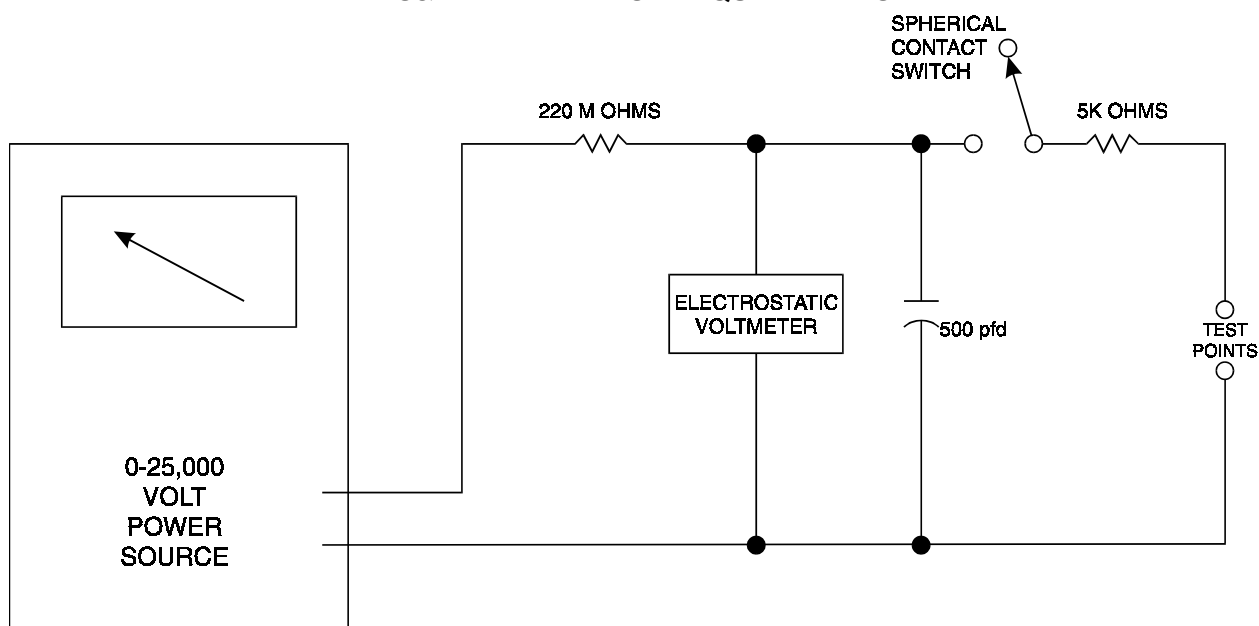 SPHERICAL
CONTACT
SWITCH
220 M OHMS
5K OHMS
ELECTROSTATIC
VOLTMETER
500 pfd
TEST
POINTS
0-25,000
VOLT
POWER
SOURCE